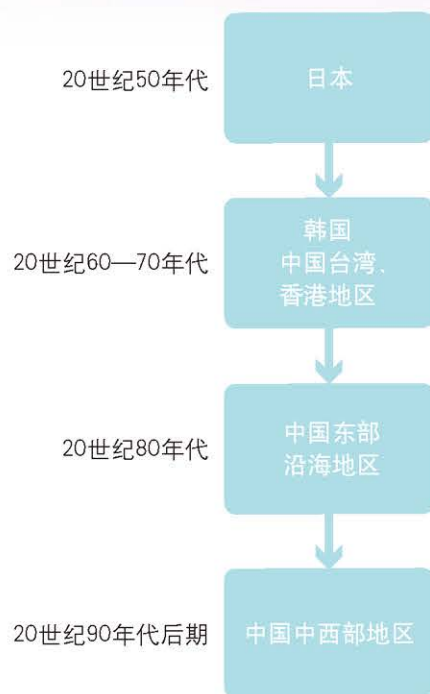 20世纪50年代
日本
20世纪60—70年代
韩国
中国台湾、
香港地区
20世纪80年代
中国东部
沿海地区
20世纪90年代后期
中国中西部地区